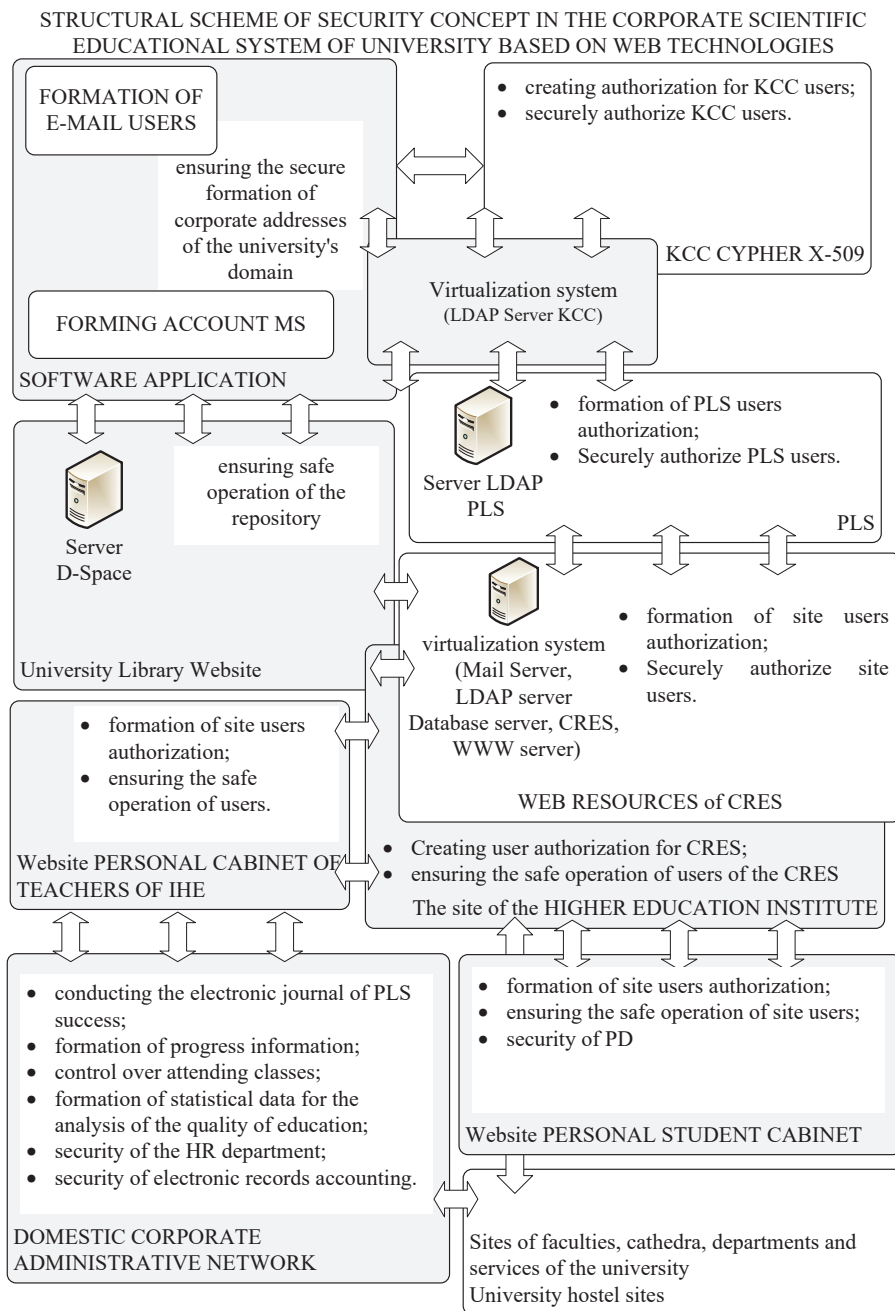 STRUCTURAL SCHEME OF SECURITY CONCEPT IN THE CORPORATE SCIENTIFIC
EDUCATIONAL SYSTEM OF UNIVERSITY BASED ON WEB TECHNOLOGIES
FORMATION OF
E-MAIL USERS
ensuring the secure
formation of
corporate addresses
of the university's
domain
FORMING ACCOUNT MS
SOFTWARE APPLICATION
• creating authorization for KCC users;
• securely authorize KCC users.
KCC CYPHER X-509
Virtualization system
(LDAP Server KCC)
Server LDAP
PLS
• formation of PLS users
authorization;
• Securely authorize PLS users.
PLS
Server
D-Space
ensuring safe
operation of the
repository
University Library Website
virtualization system
(Mail Server,
LDAP server
Database server, CRES,
WWW server)
• formation of site users
authorization;
• Securely authorize site
users.
WEB RESOURCES of CRES
• formation of site users
authorization;
• ensuring the safe
operation of users.
Website PERSONAL CABINET OF
TEACHERS OF IHE
• Creating user authorization for CRES;
• ensuring the safe operation of users of the CRES
The site of the HIGHER EDUCATION INSTITUTE
• conducting the electronic journal of PLS
success;
• formation of progress information;
• control over attending classes;
• formation of statistical data for the
analysis of the quality of education;
• security of the HR department;
• security of electronic records accounting.
DOMESTIC CORPORATE
ADMINISTRATIVE NETWORK
• formation of site users authorization;
• ensuring the safe operation of site users;
• security of PD
Website PERSONAL STUDENT CABINET
Sites of faculties, cathedra, departments and
services of the university
University hostel sites